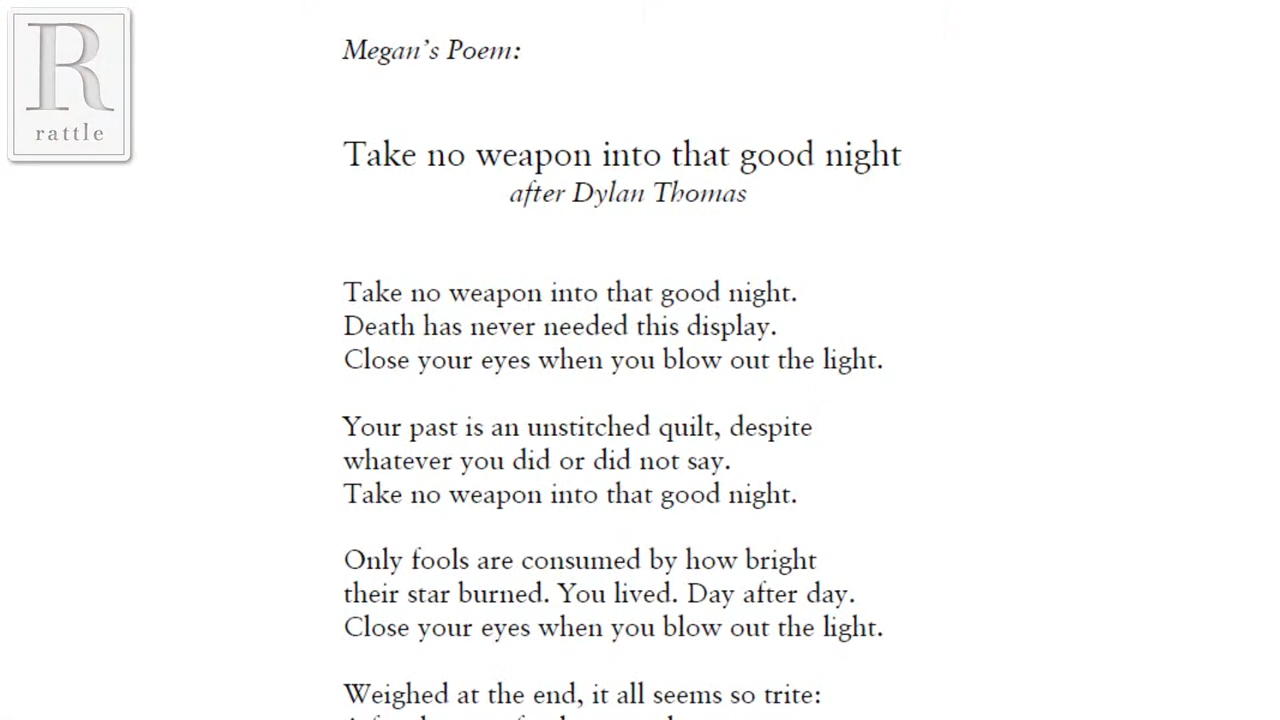 R
rattle
Megan's Poem:
Take no weapon into that good night
after Dylan Thomas
Take no weapon into that good night.
Death has never needed this display.
Close your eyes when you blow out the light.
Your past is an unstitched quilt, despite
whatever you did or did not say.
Take no weapon into that good night.
Only fools are consumed by how bright
their star burned. You lived. Day after day.
Close your eyes when you blow out the light.
Weighed at the end, it all seems so trite: